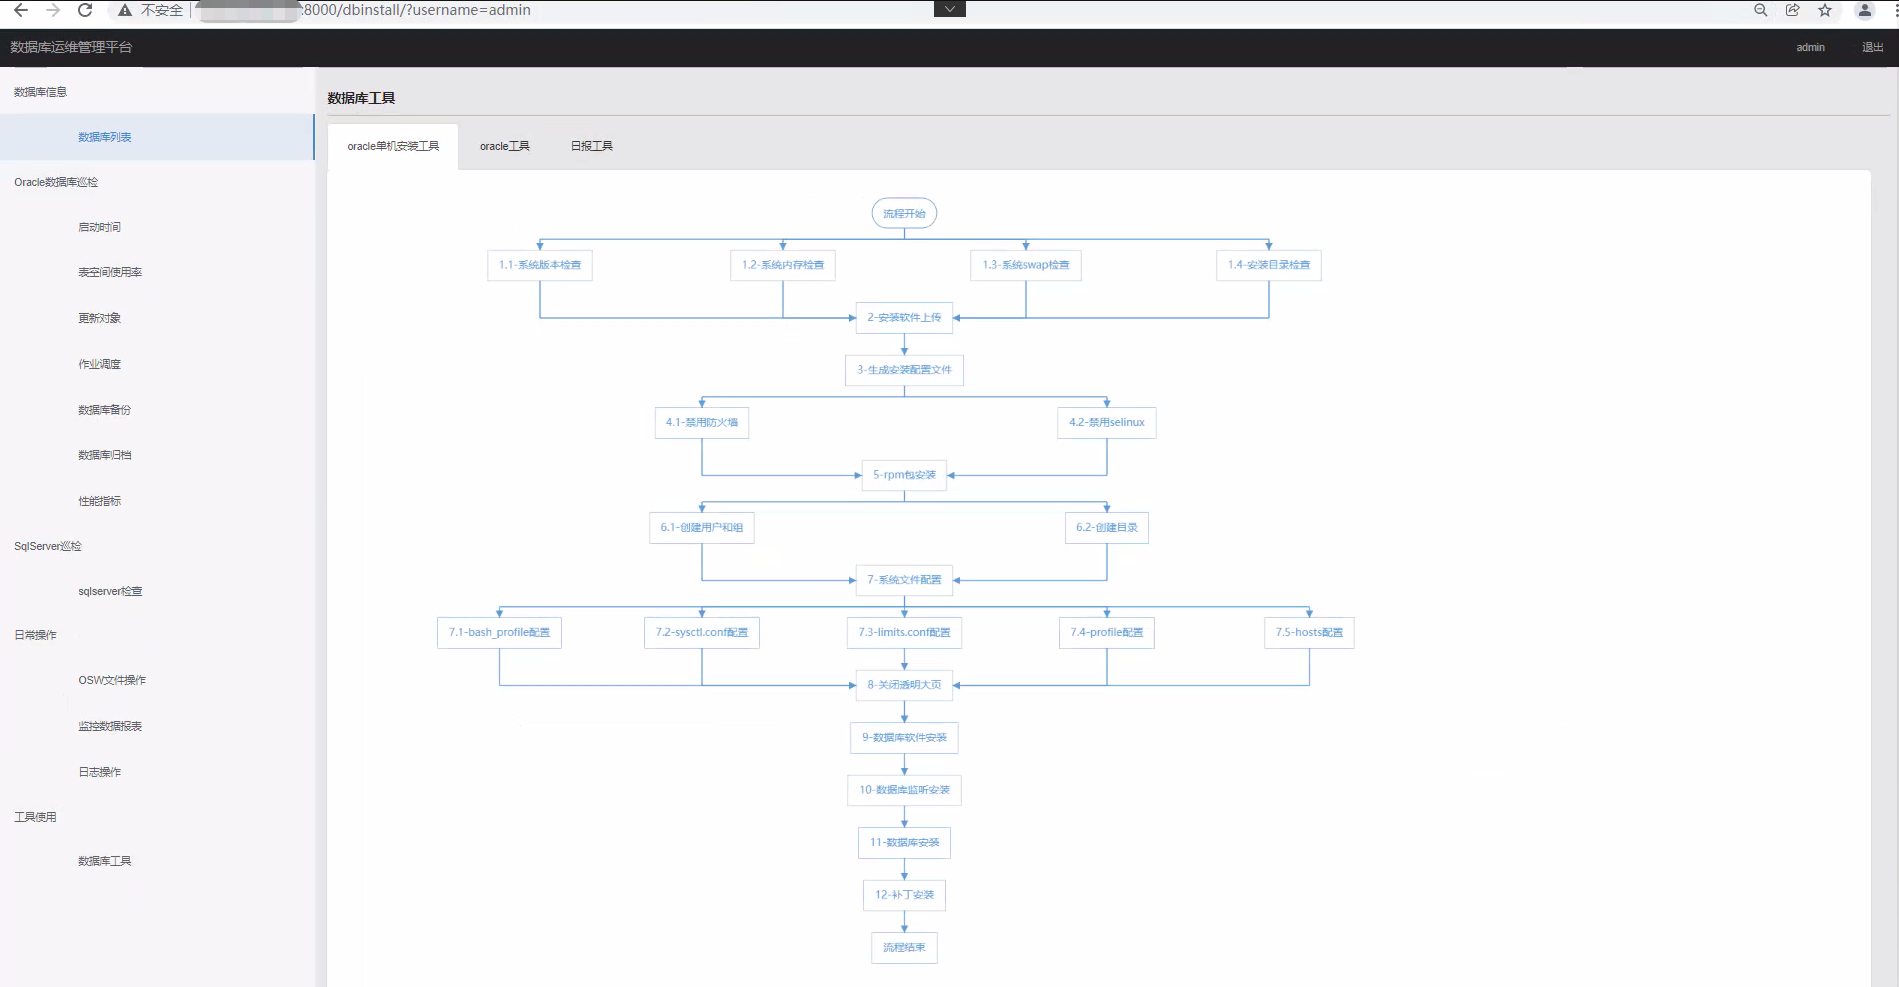 不安全
:8000/dbinstall/?username=admin
数据库运维管理平台
admin
退出
数据库信息
数据库列表
Oracle数据库巡检
启动时间
表空间使用率
更新对象
作业调度
数据库备份
数据库归档
性能指标
SqlServer巡检
sqlserver检查
日常操作
OSW文件操作
监控数据报表
日志操作
工具使用
数据库工具
数据库工具
oracle单机安装工具
oracle工具
日报工具
流程开始
1.1-系统版本检查
1.2-系统内存检查
1.3-系统swap检查
1.4-安装目录检查
2-安装软件上传
3-生成安装配置文件
4.1-禁用防火墙
4.2-禁用selinux
5-rpm包安装
6.1-创建用户和组
6.2-创建目录
7-系统文件配置
7.1-bash_profile配置
7.2-sysctl.conf配置
7.3-limits.conf配置
7.4-profile配置
7.5-hosts配置
8-关闭透明大页
9-数据库软件安装
10-数据库监听安装
11-数据库安装
12-补丁安装
流程结束